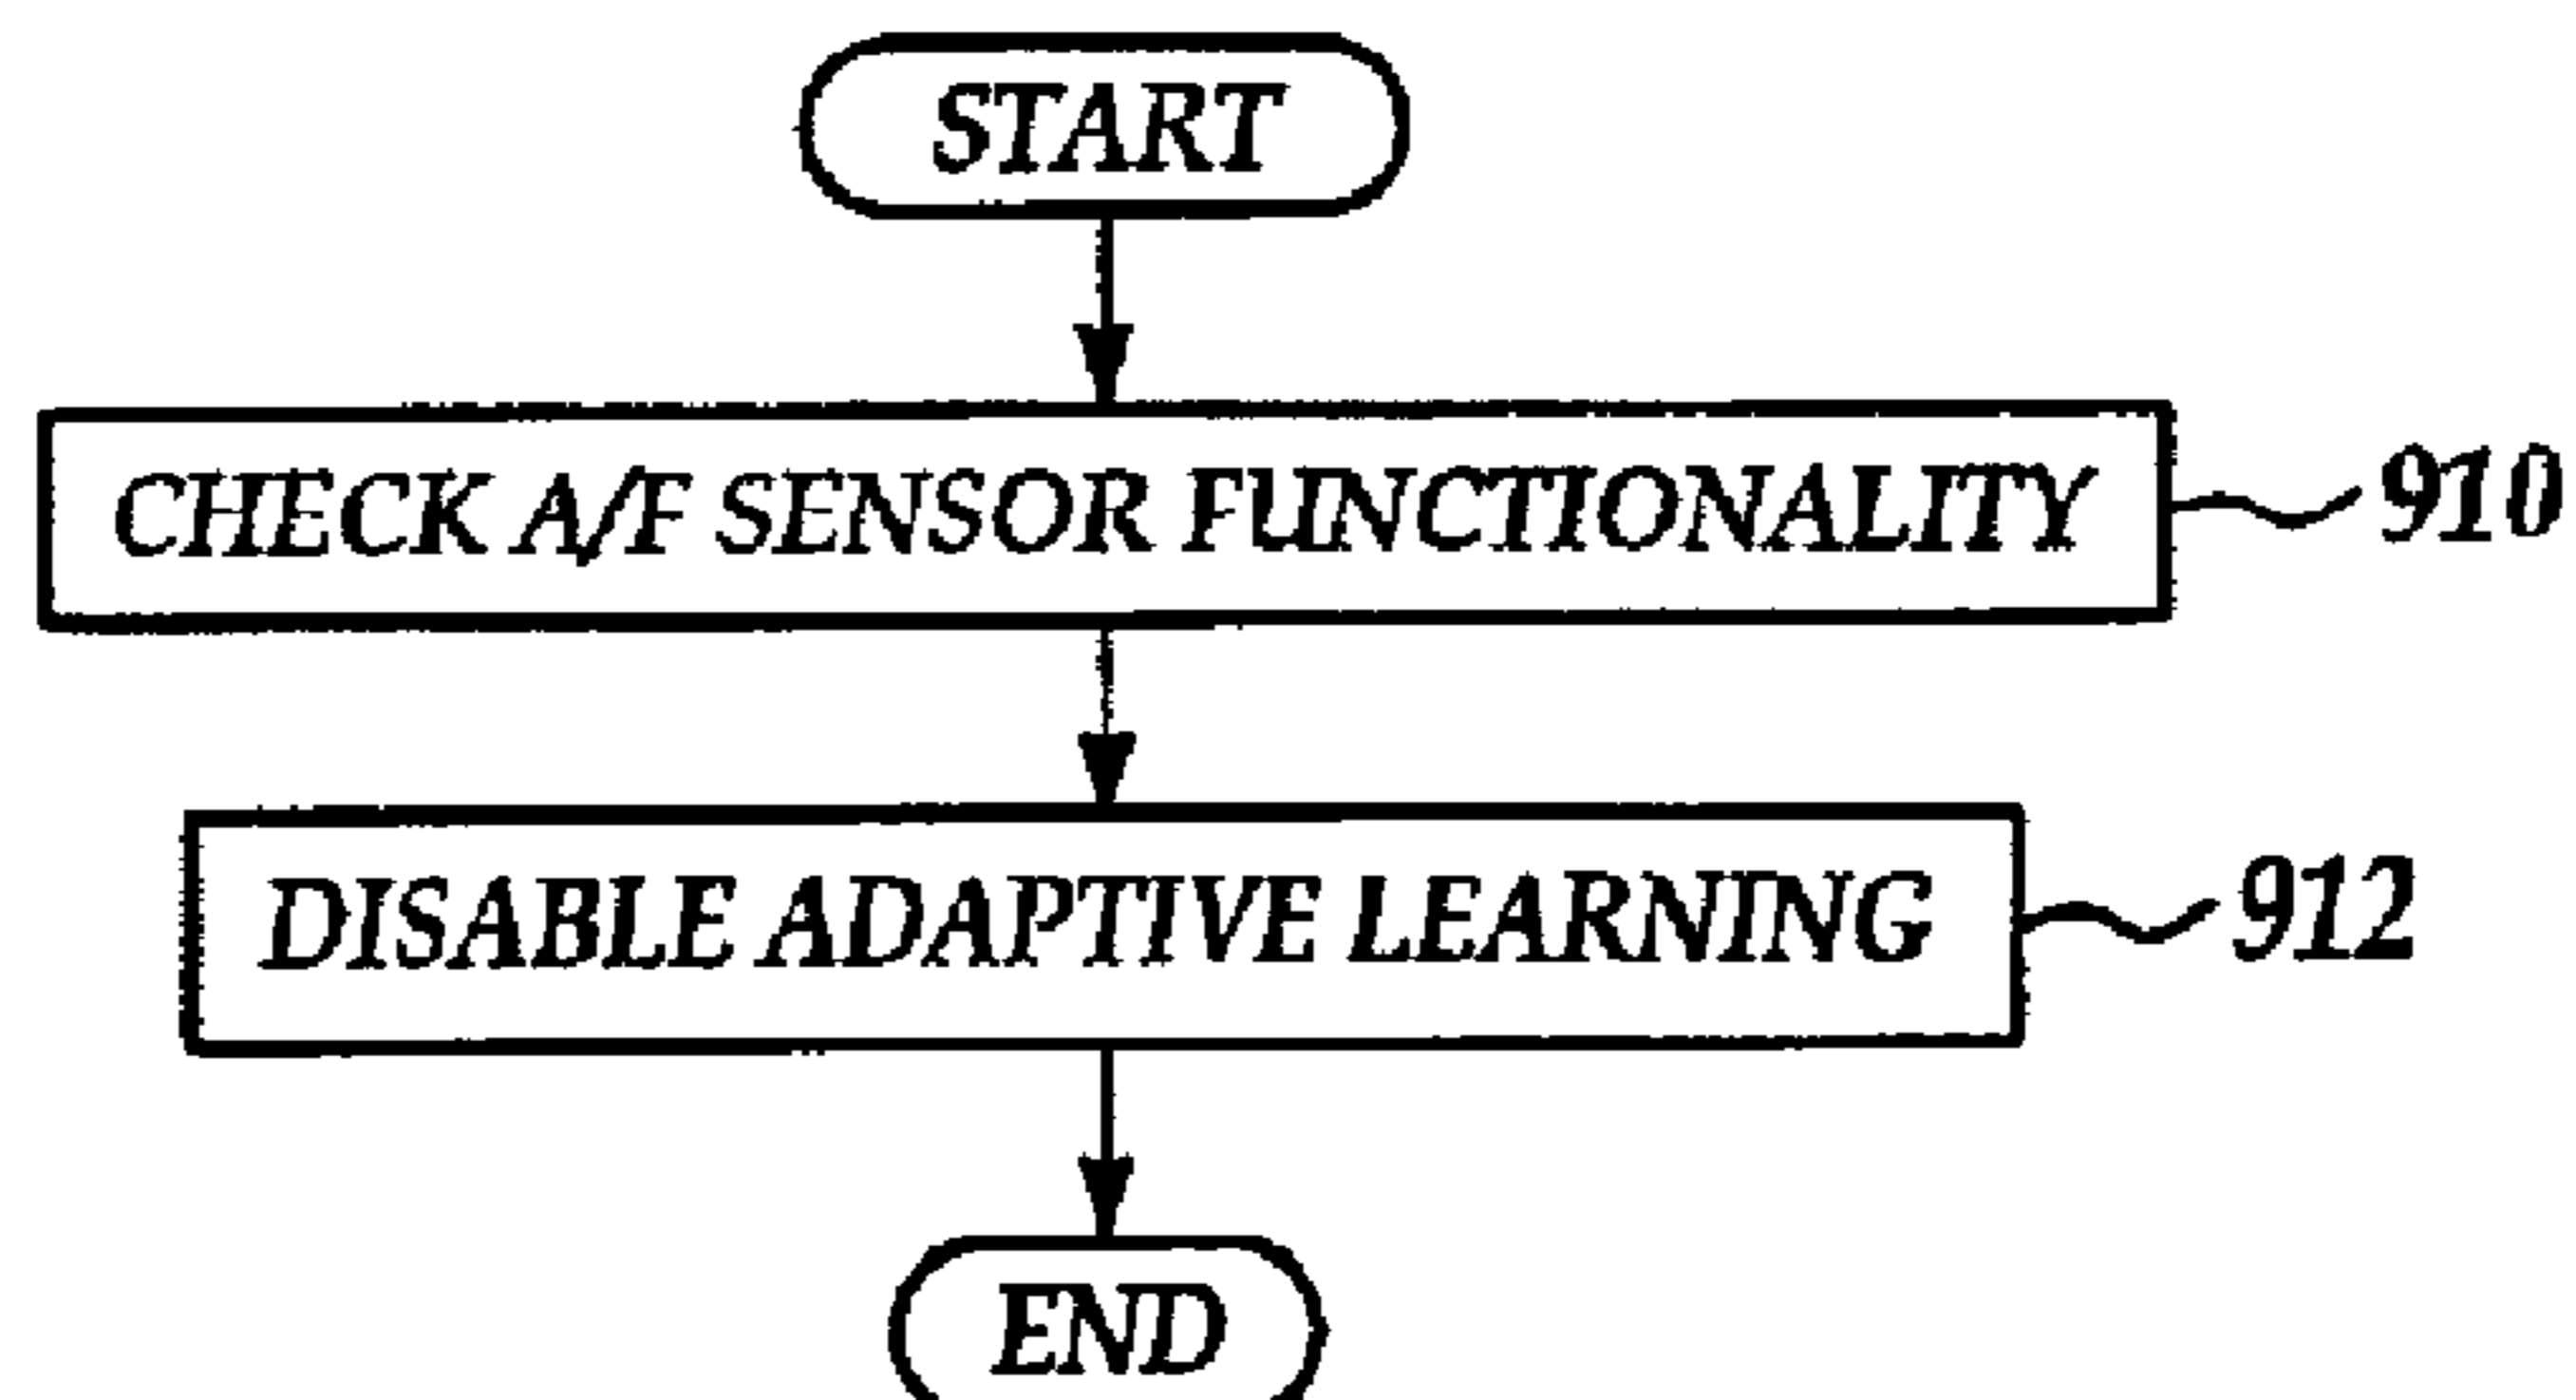 START
CHECK A/F SENSOR FUNCTIONALITY
910
DISABLE ADAPTIVE LEARNING
912
END